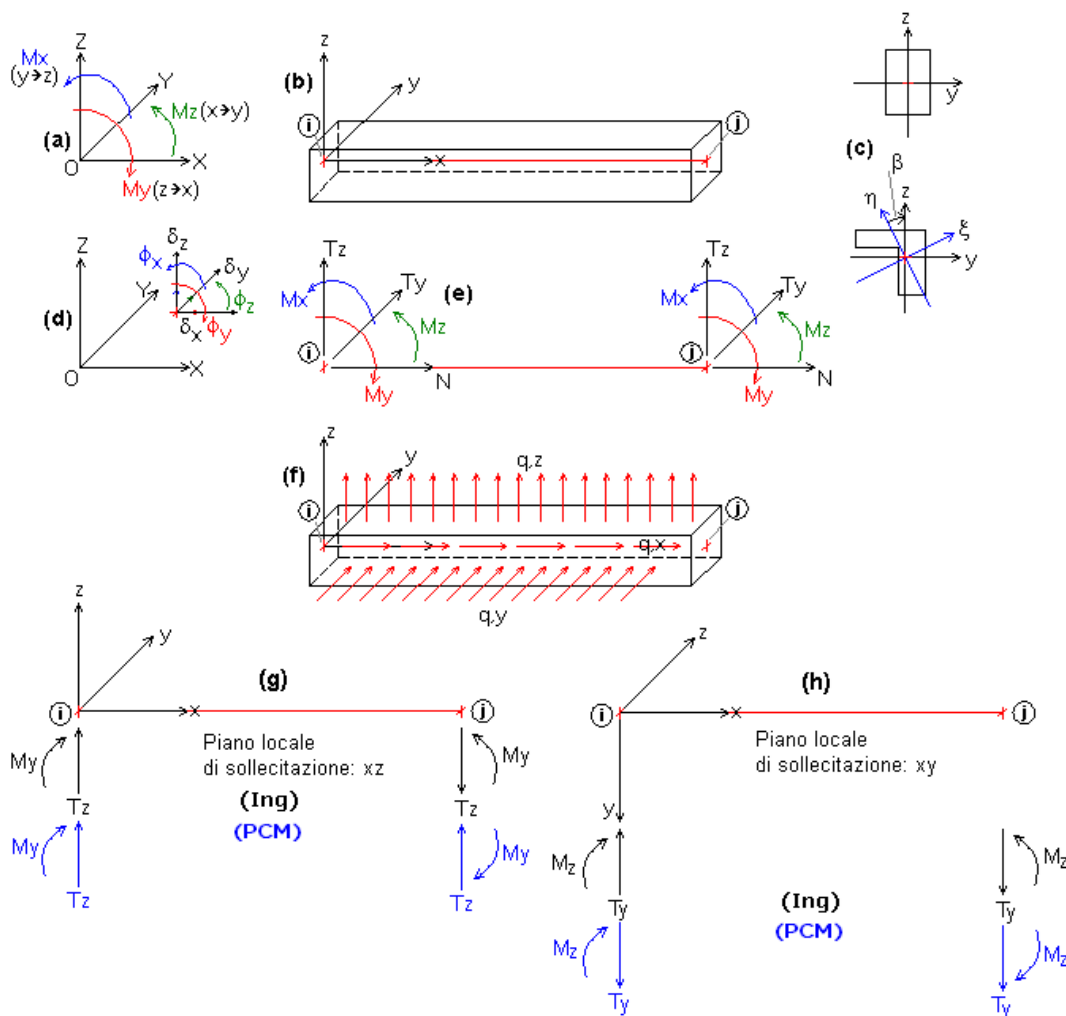 (a)
Z
Mx
(y→z)
Y
Mz(x→y)
O
X
My(z→x)
(b)
z
y
i
j
x
(c)
z
y
β
z
η
ξ
y
(d)
Z
Y
O
X
δz
ϕx
δy
ϕz
δx
ϕy
(e)
Tz
Ty
Mx
Mz
i
N
My
Tz
Ty
Mx
Mz
j
N
My
(f)
z
y
q,z
i
j
q,x
q,y
(g)
z
y
i
x
j
Piano locale
di sollecitazione: xz
My
My
Tz
(Ing)
Tz
My
(PCM)
My
Tz
Tz
(h)
z
i
x
j
Piano locale
di sollecitazione: xy
y
Mz
Mz
Ty
(Ing)
Ty
Mz
(PCM)
Mz
Ty
Ty